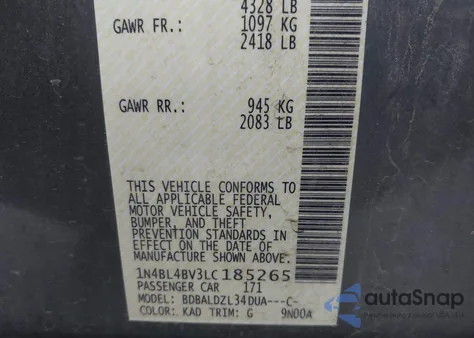 4328 LB
GAWR FR.: 1097 KG
2418 LB
GAWR RR.: 945 KG
2083 LB
THIS VEHICLE CONFORMS TO
ALL APPLICABLE FEDERAL
MOTOR VEHICLE SAFETY,
BUMPER, AND THEFT
PREVENTION STANDARDS IN
EFFECT ON THE DATE OF
MANUFACTURE SHOWN ABOVE.
1N4BL4BV3LC185265
PASSENGER CAR 171
MODEL: BDBALDZL34DUA---C-
COLOR: KAD TRIM: G 9N00A
autoSnap